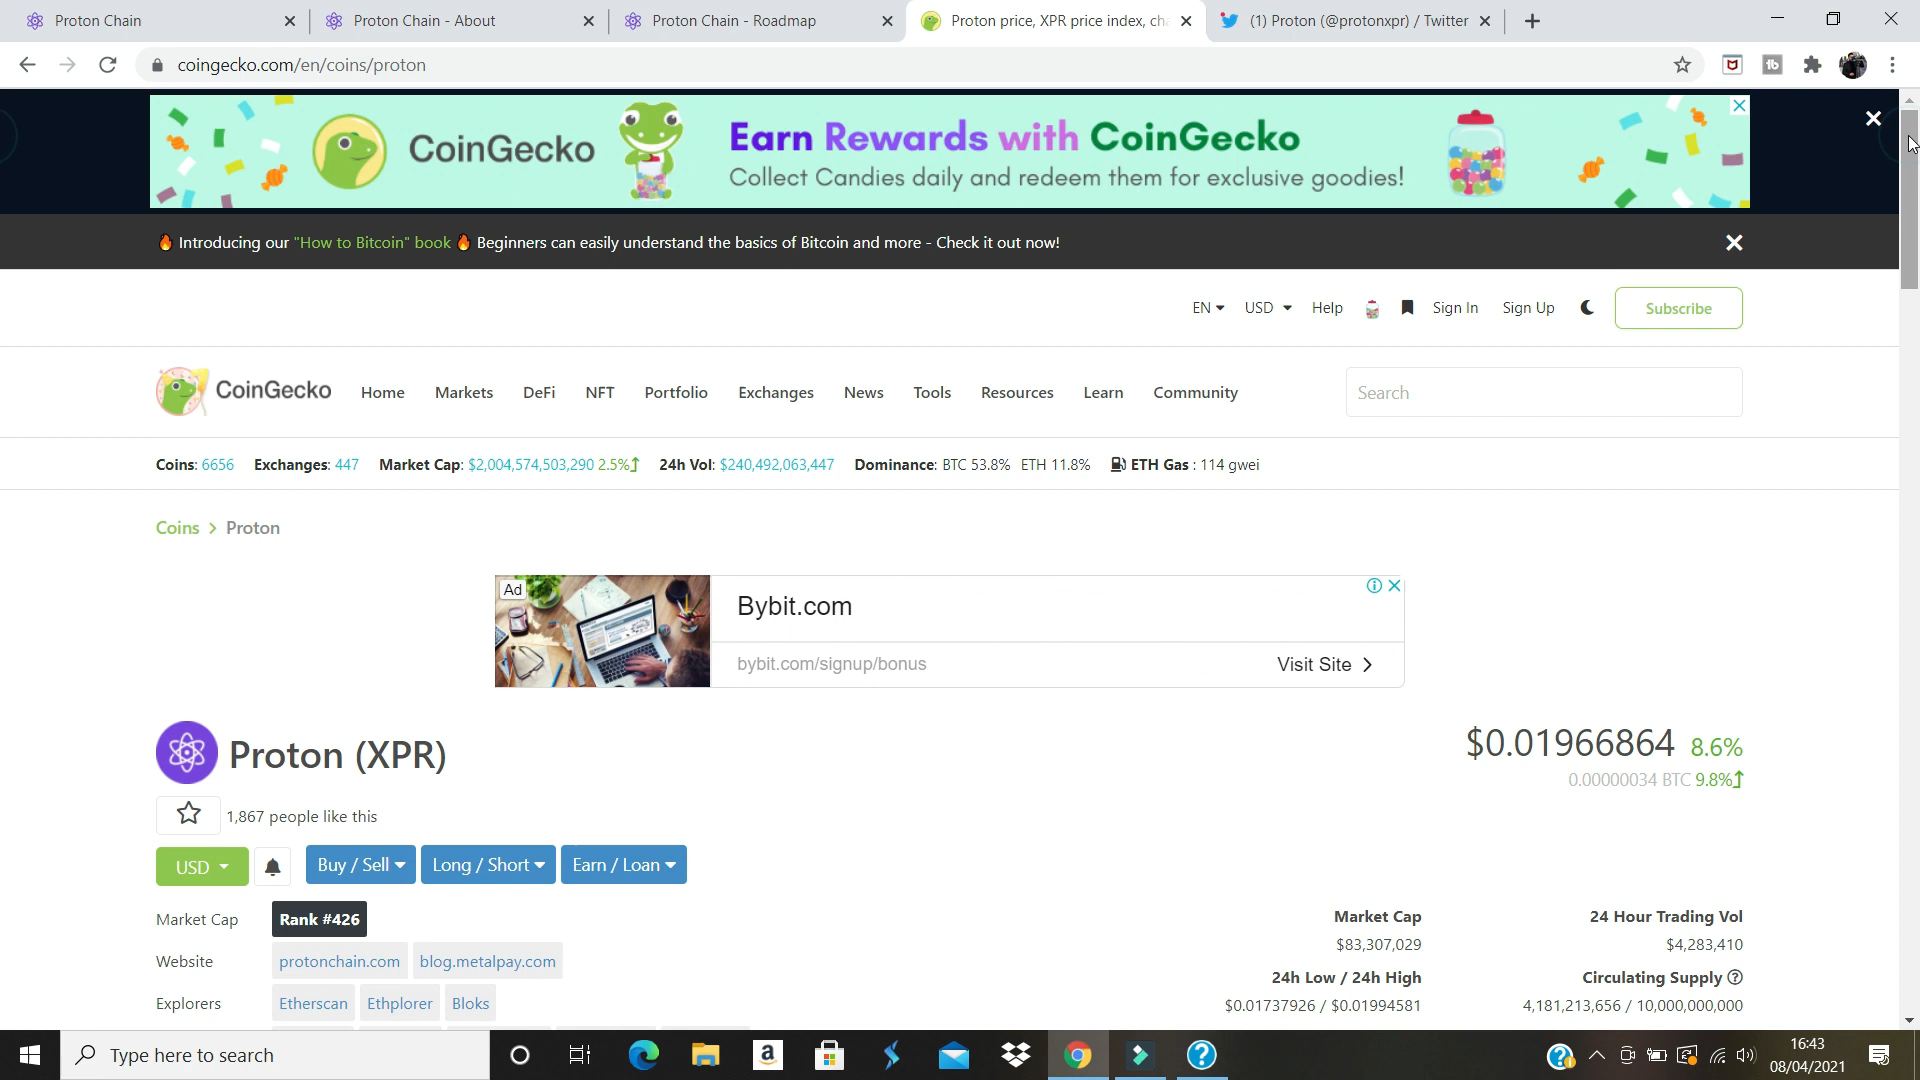 Proton Chain
Proton Chain - About
Proton Chain - Roadmap
Proton price, XPR price index, cha
(1) Proton (@protonxpr) / Twitter
coingecko.com/en/coins/proton
CoinGecko
Earn Rewards with CoinGecko
Collect Candies daily and redeem them for exclusive goodies!
Introducing our "How to Bitcoin" book Beginners can easily understand the basics of Bitcoin and more - Check it out now!
EN USD Help Sign In Sign Up Subscribe
CoinGecko Home Markets DeFi NFT Portfolio Exchanges News Tools Resources Learn Community Search
Coins: 6656 Exchanges: 447 Market Cap: $2,004,574,503,290 2.5% 24h Vol: $240,492,063,447 Dominance: BTC 53.8% ETH 11.8% ETH Gas : 114 gwei
Coins > Proton
Ad
Bybit.com
bybit.com/signup/bonus Visit Site
Proton (XPR)
$0.01966864 8.6%
0.00000034 BTC 9.8%
1,867 people like this
USD Buy / Sell Long / Short Earn / Loan
Market Cap Rank #426
Website protonchain.com blog.metalpay.com
Explorers Etherscan Ethplorer Bloks
Market Cap
$83,307,029
24 Hour Trading Vol
$4,283,410
24h Low / 24h High
$0.01737926 / $0.01994581
Circulating Supply
4,181,213,656 / 10,000,000,000
Type here to search
16:43
08/04/2021